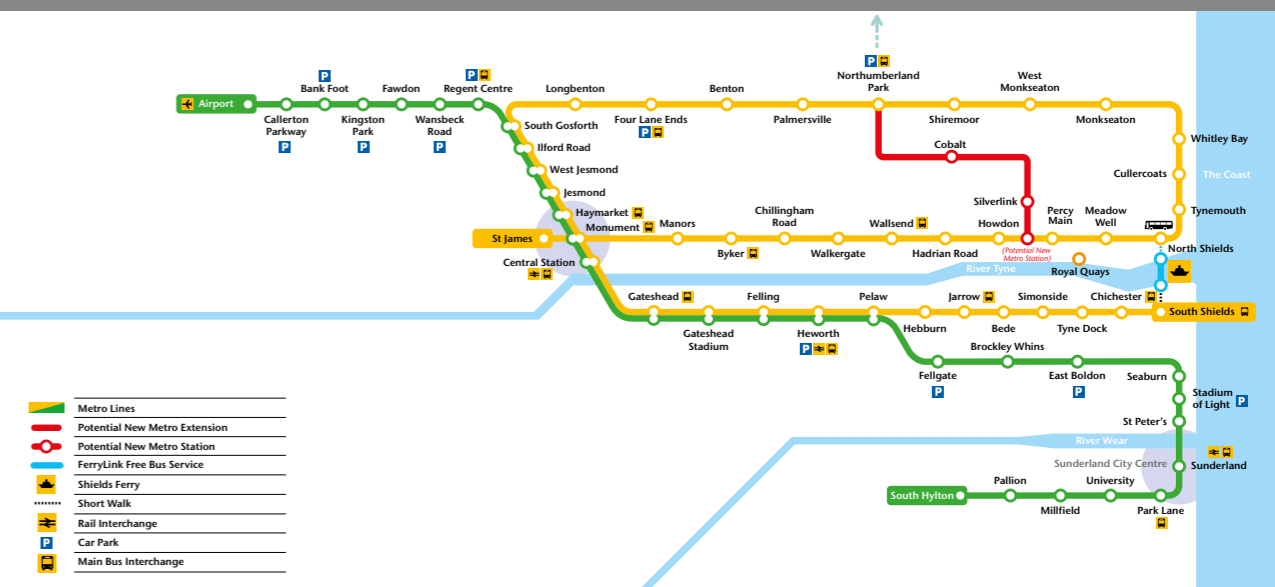 Northumberland
Park
West
Monkseaton
Bank Foot
Fawdon
Regent Centre
Longbenton
Benton
Airport
Callerton
Parkway
Kingston
Park
Wansbeck
Road
South Gosforth
Four Lane Ends
Palmersville
Shiremoor
Monkseaton
Ilford Road
West Jesmond
Jesmond
Haymarket
Monument
Cobalt
Whitley Bay
Cullercoats
The Coast
Tynemouth
Silverlink
St James
Manors
Byker
Chillingham
Road
Walkergate
Wallsend
Hadrian Road
Howdon
(Potential New
Metro Station)
Percy
Main
Meadow
Well
North Shields
Central Station
River Tyne
Royal Quays
Gateshead
Gateshead
Stadium
Felling
Heworth
Pelaw
Hebburn
Jarrow
Bede
Simonside
Tyne Dock
Chichester
South Shields
Fellgate
Brockley Whins
East Boldon
Seaburn
Stadium
of Light
St Peter's
River Wear
Sunderland City Centre
Sunderland
South Hylton
Pallion
Millfield
University
Park Lane
Metro Lines
Potential New Metro Extension
Potential New Metro Station
FerryLink Free Bus Service
Shields Ferry
Short Walk
Rail Interchange
P Car Park
Main Bus Interchange